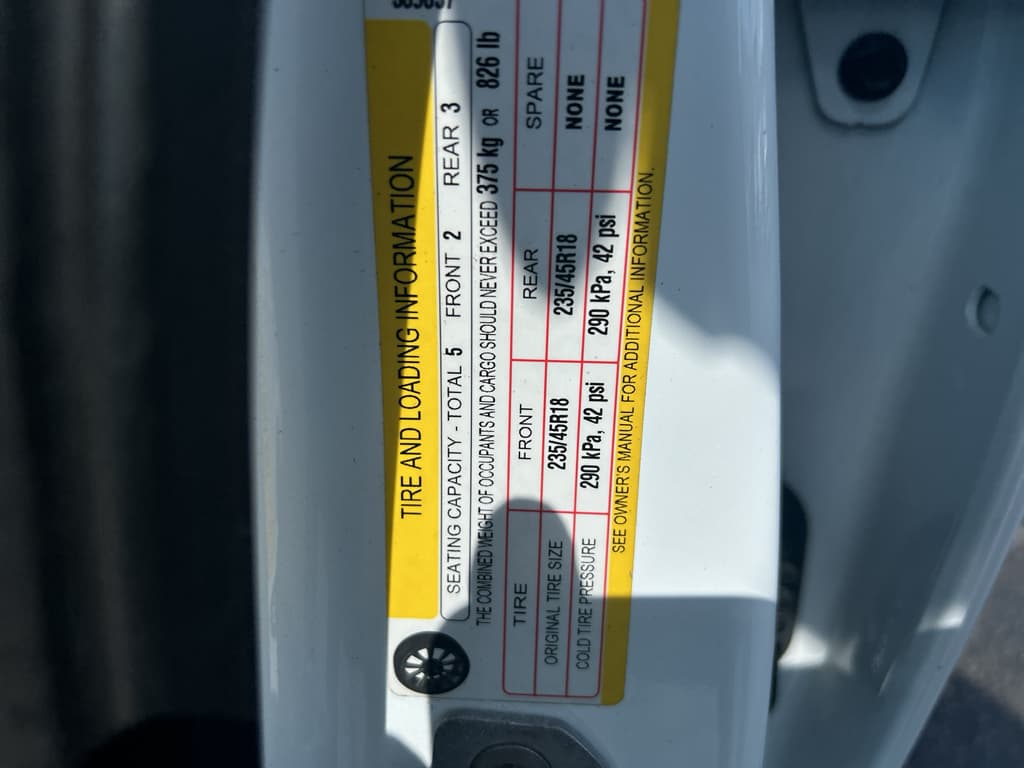 TIRE AND LOADING INFORMATION
SEATING CAPACITY - TOTAL 5 FRONT 2 REAR 3
THE COMBINED WEIGHT OF OCCUPANTS AND CARGO SHOULD NEVER EXCEED 375 kg OR 826 lb
TIRE FRONT REAR SPARE
ORIGINAL TIRE SIZE 235/45R18 235/45R18 NONE
COLD TIRE PRESSURE 290 kPa, 42 psi 290 kPa, 42 psi NONE
SEE OWNER'S MANUAL FOR ADDITIONAL INFORMATION.